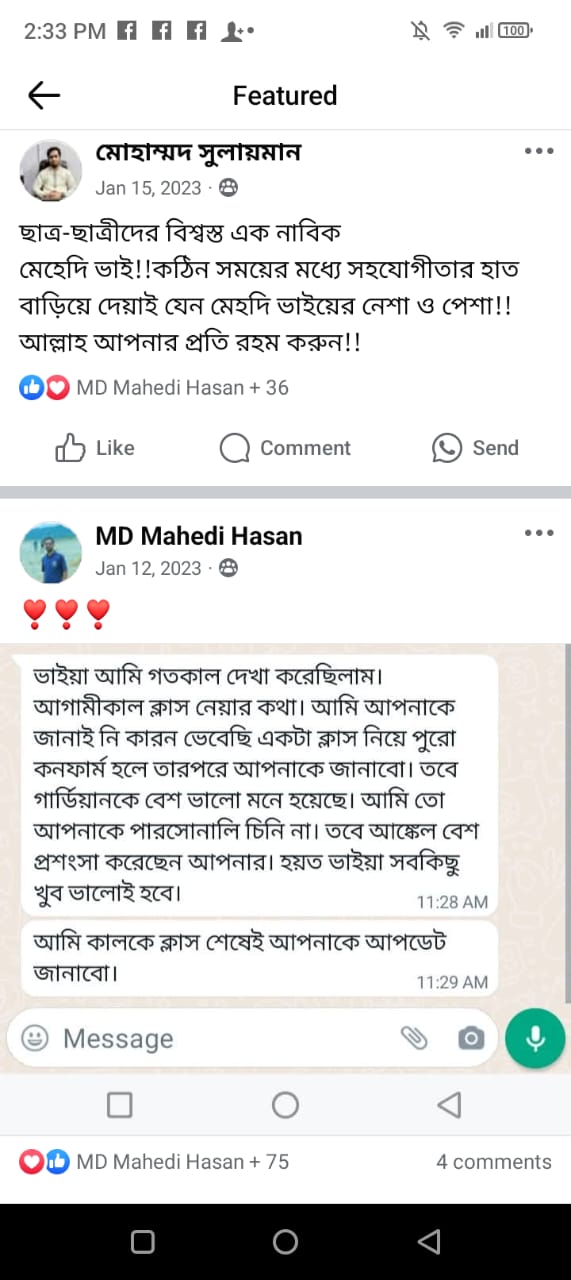 2:33 PM
100
Featured
মোহাম্মদ সুলায়মান
Jan 15, 2023 ·
ছাত্র-ছাত্রীদের বিশ্বস্ত এক নাবিক
মেহেদি ভাই!!কঠিন সময়ের মধ্যে সহযোগীতার হাত
বাড়িয়ে দেয়াই যেন মেহদি ভাইয়ের নেশা ও পেশা!!
আল্লাহ আপনার প্রতি রহম করুন!!
MD Mahedi Hasan + 36
Like Comment Send
MD Mahedi Hasan
Jan 12, 2023 ·
ভাইয়া আমি গতকাল দেখা করেছিলাম।
আগামীকাল ক্লাস নেয়ার কথা। আমি আপনাকে
জানাই নি কারন ভেবেছি একটা ক্লাস নিয়ে পুরো
কনফার্ম হলে তারপরে আপনাকে জানাবো। তবে
গার্ডিয়ানকে বেশ ভালো মনে হয়েছে। আমি তো
আপনাকে পারসোনালি চিনি না। তবে আঙ্কেল বেশ
প্রশংসা করেছেন আপনার। হয়ত ভাইয়া সবকিছু
খুব ভালোই হবে।
11:28 AM
আমি কালকে ক্লাস শেষেই আপনাকে আপডেট
জানাবো।
11:29 AM
Message
MD Mahedi Hasan + 75 4 comments